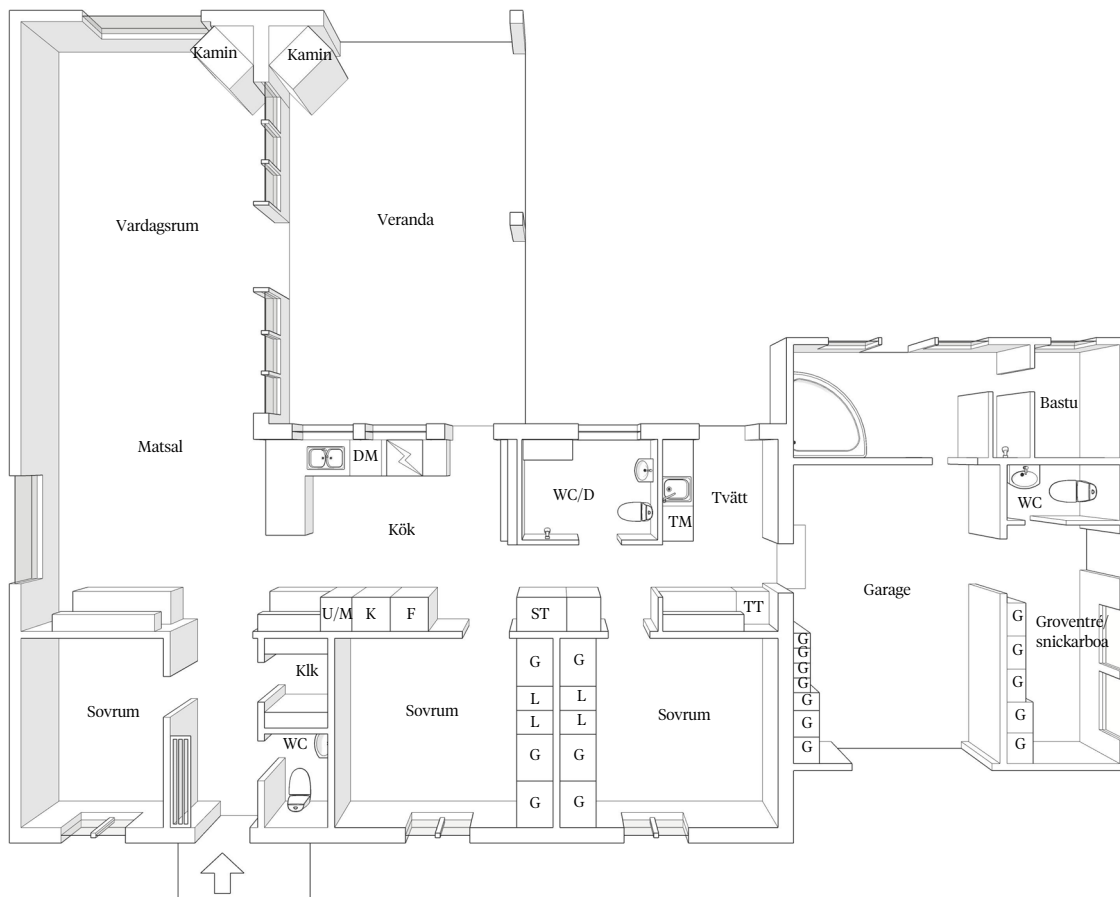 Kamin
Kamin
Vardagsrum
Veranda
Bastu
Matsal
DM
WC/D
Tvätt
WC
TM
Kök
Garage
U/M
K
F
ST
TT
Groventré/
snickarboa
G
G
G
G
G
G
G
G
G
G
G
G
Klk
G
G
L
L
L
L
G
G
G
G
Sovrum
Sovrum
Sovrum
WC